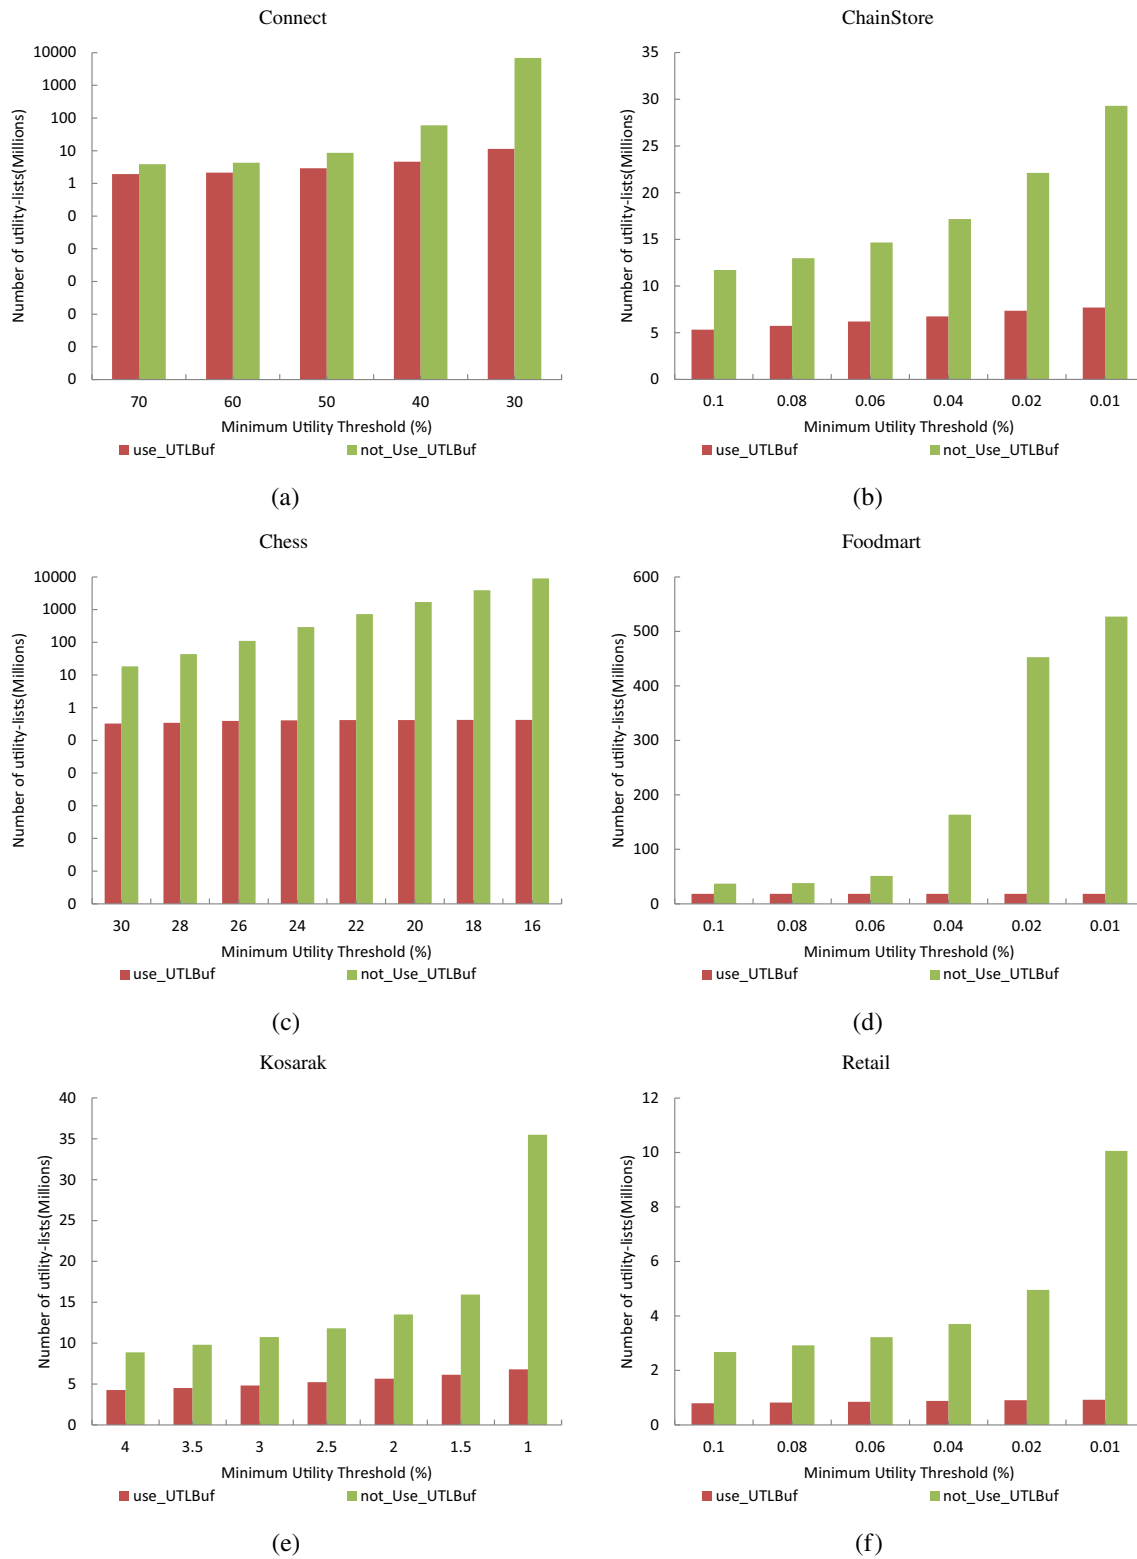 Connect
Number of utility-lists(Millions)
10000
1000
100
10
1
0
0
0
0
0
0
70 60 50 40 30
Minimum Utility Threshold (%)
use_UTLBuf not_Use_UTLBuf
(a)
ChainStore
Number of utility-lists(Millions)
35
30
25
20
15
10
5
0
0.1 0.08 0.06 0.04 0.02 0.01
Minimum Utility Threshold (%)
use_UTLBuf not_Use_UTLBuf
(b)
Chess
Number of utility-lists(Millions)
10000
1000
100
10
1
0
0
0
0
0
0
30 28 26 24 22 20 18 16
Minimum Utility Threshold (%)
use_UTLBuf not_Use_UTLBuf
(c)
Foodmart
Number of utility-lists(Millions)
600
500
400
300
200
100
0
0.1 0.08 0.06 0.04 0.02 0.01
Minimum Utility Threshold (%)
use_UTLBuf not_Use_UTLBuf
(d)
Kosarak
Number of utility-lists(Millions)
40
35
30
25
20
15
10
5
0
4 3.5 3 2.5 2 1.5 1
Minimum Utility Threshold (%)
use_UTLBuf not_Use_UTLBuf
(e)
Retail
Number of utility-lists(Millions)
12
10
8
6
4
2
0
0.1 0.08 0.06 0.04 0.02 0.01
Minimum Utility Threshold (%)
use_UTLBuf not_Use_UTLBuf
(f)